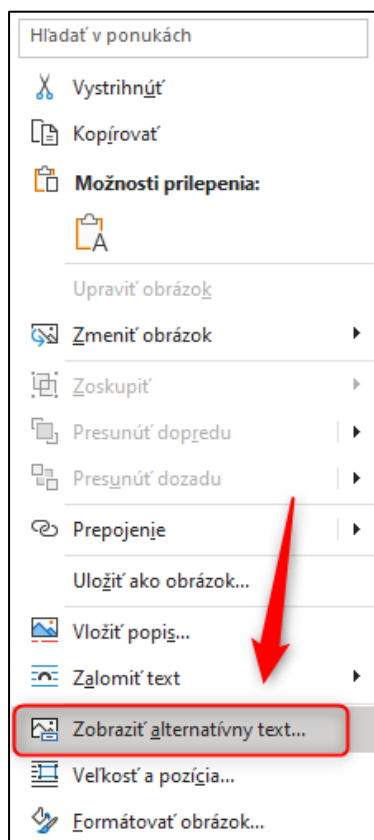 Hľadať v ponukách
Vystrihnúť
Kopírovať
Možnosti prilepenia:
A
Upraviť obrázok
Zmeniť obrázok
Zoskupiť
Presunúť dopredu
Presunúť dozadu
Prepojenie
Uložiť ako obrázok...
Vložiť popis...
Zalomiť text
Zobraziť alternatívny text...
Veľkosť a pozícia...
Formátovať obrázok...